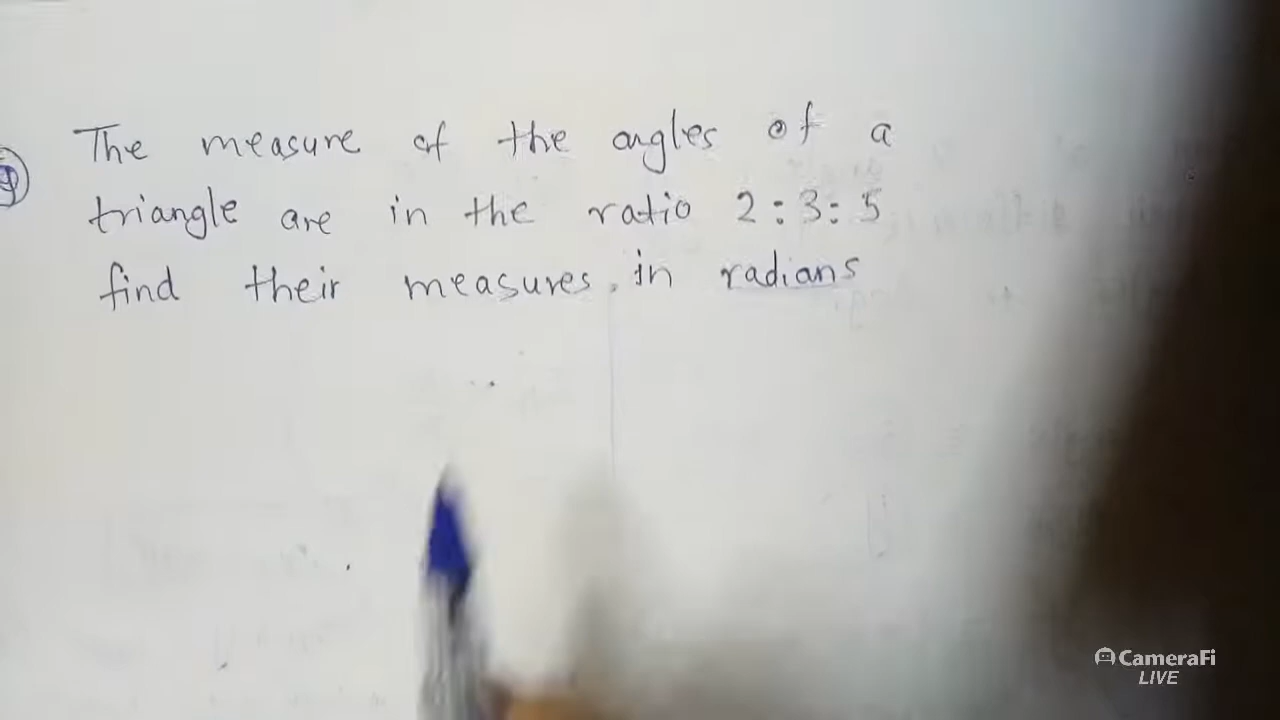 The measure of the angles of a
triangle are in the ratio 2:3:5
find their measures. in radians
CameraFi
LIVE